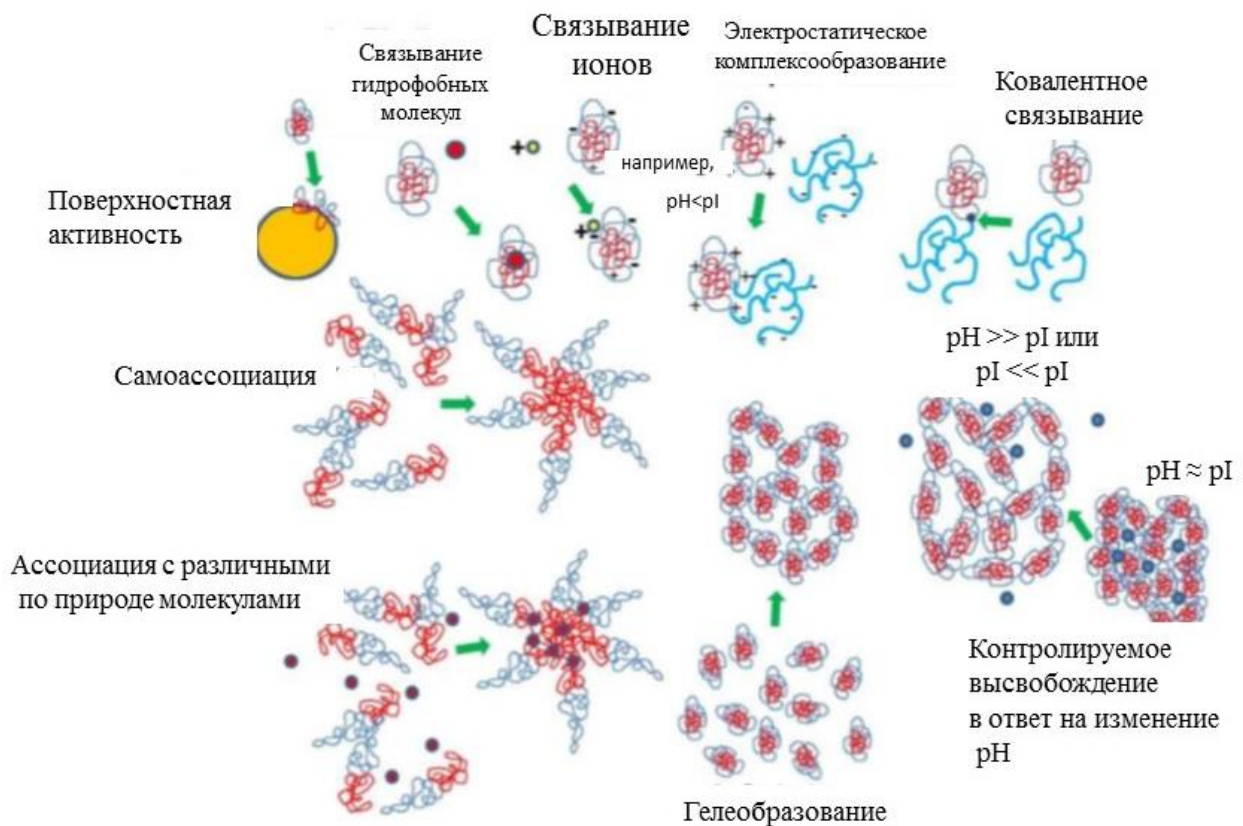 Связывание
гидрофобных
молекул
Связывание
ионов
Электростатическое
комплексообразование
Ковалентное
связывание
например,
pH<pI
Поверхностная
активность
Самоассоциация
pH >> pI или
pI << pI
pH ≈ pI
Ассоциация с различными
по природе молекулами
Контролируемое
высвобождение
в ответ на изменение
pH
Гелеобразование